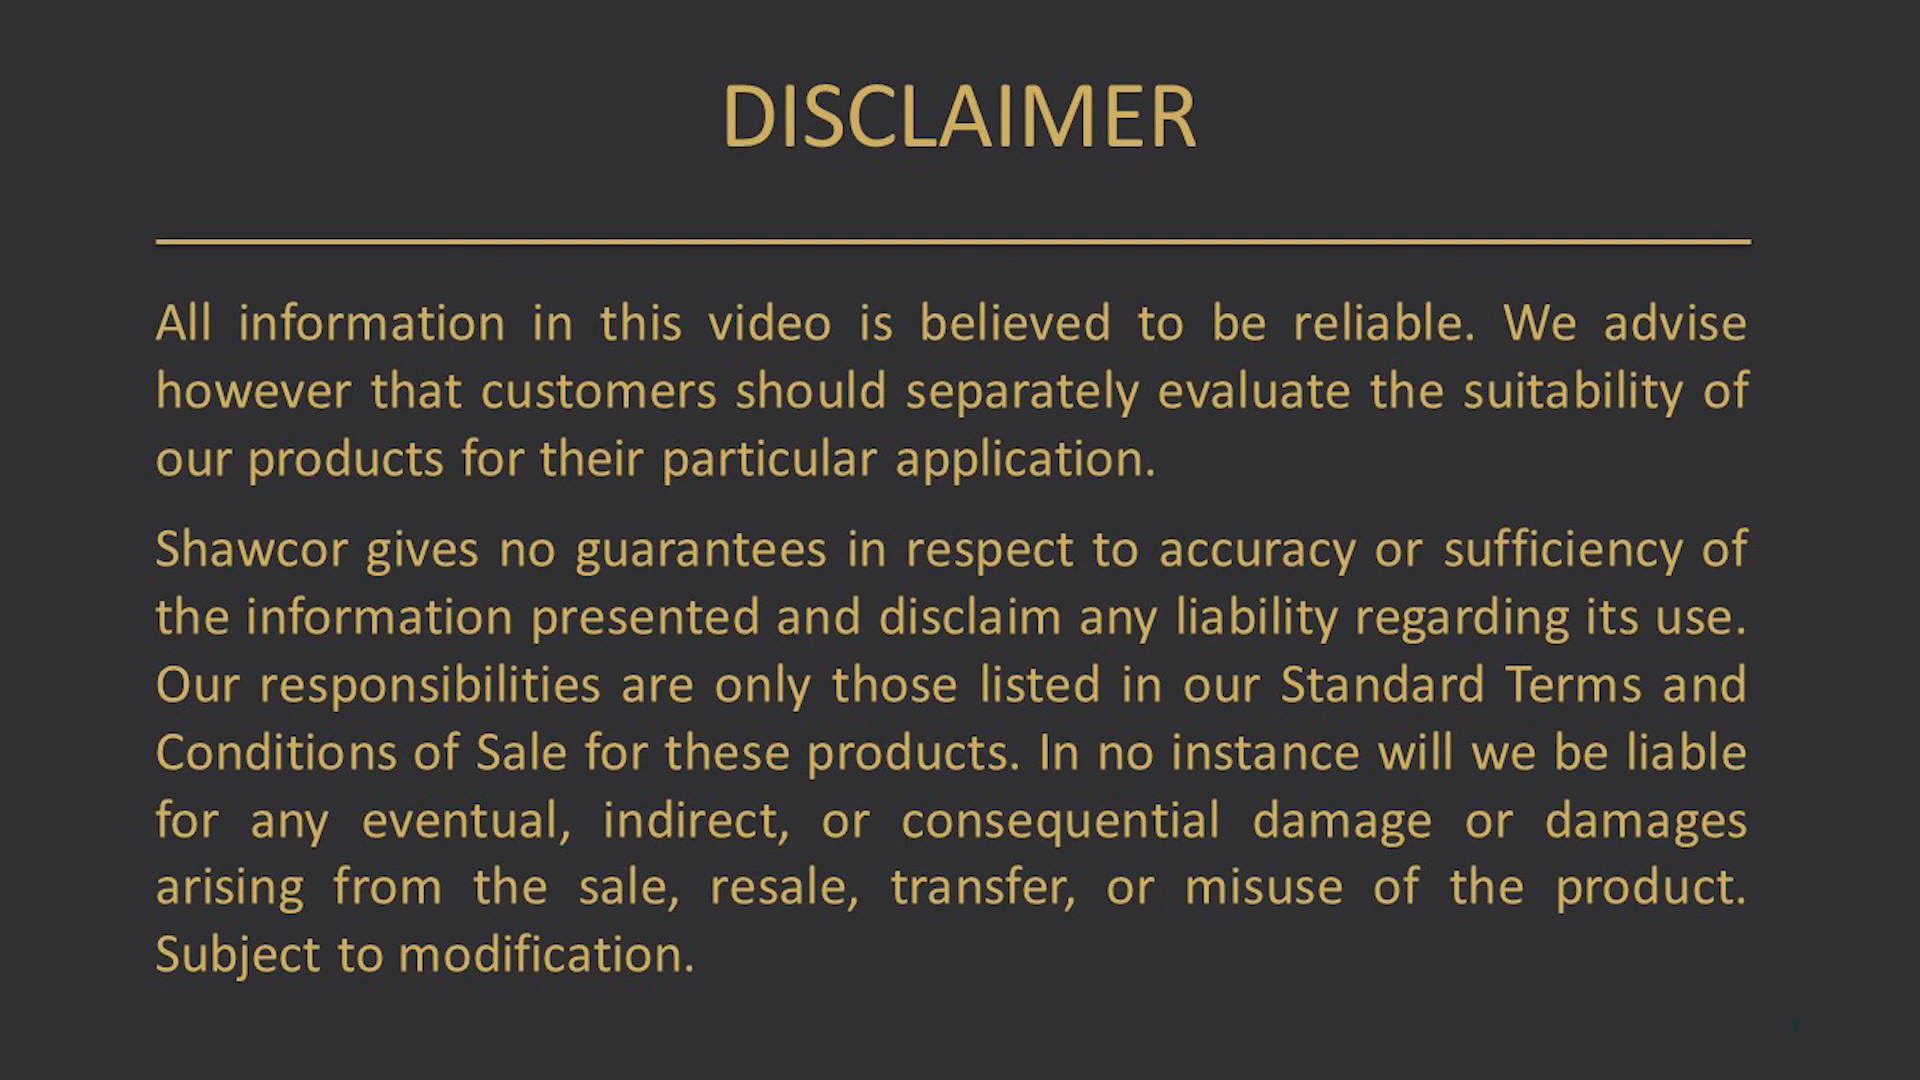 DISCLAIMER
All information in this video is believed to be reliable. We advise
however that customers should separately evaluate the suitability of
our products for their particular application.
Shawcor gives no guarantees in respect to accuracy or sufficiency of
the information presented and disclaim any liability regarding its use.
Our responsibilities are only those listed in our Standard Terms and
Conditions of Sale for these products. In no instance will we be liable
for any eventual, indirect, or consequential damage or damages
arising from the sale, resale, transfer, or misuse of the product.
Subject to modification.